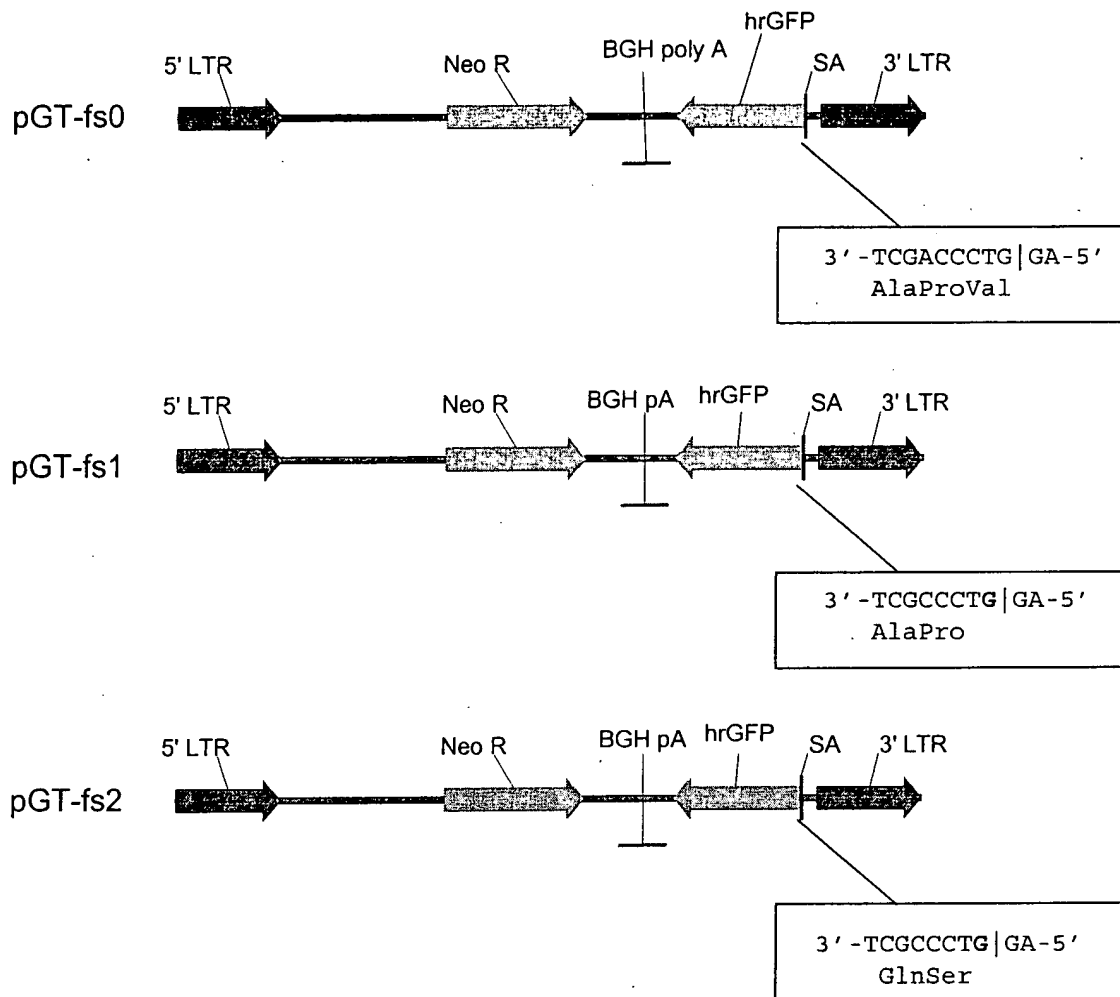 hrGFP
BGH poly A
5' LTR
Neo R
SA
3' LTR
pGT-fs0
3'-TCGACCCTG|GA-5'
AlaProVal
5' LTR
Neo R
BGH pA
hrGFP
SA
3' LTR
pGT-fs1
3'-TCGCCCTG|GA-5'
AlaPro
5' LTR
Neo R
BGH pA
hrGFP
SA
3' LTR
pGT-fs2
3'-TCGCCCTG|GA-5'
GlnSer